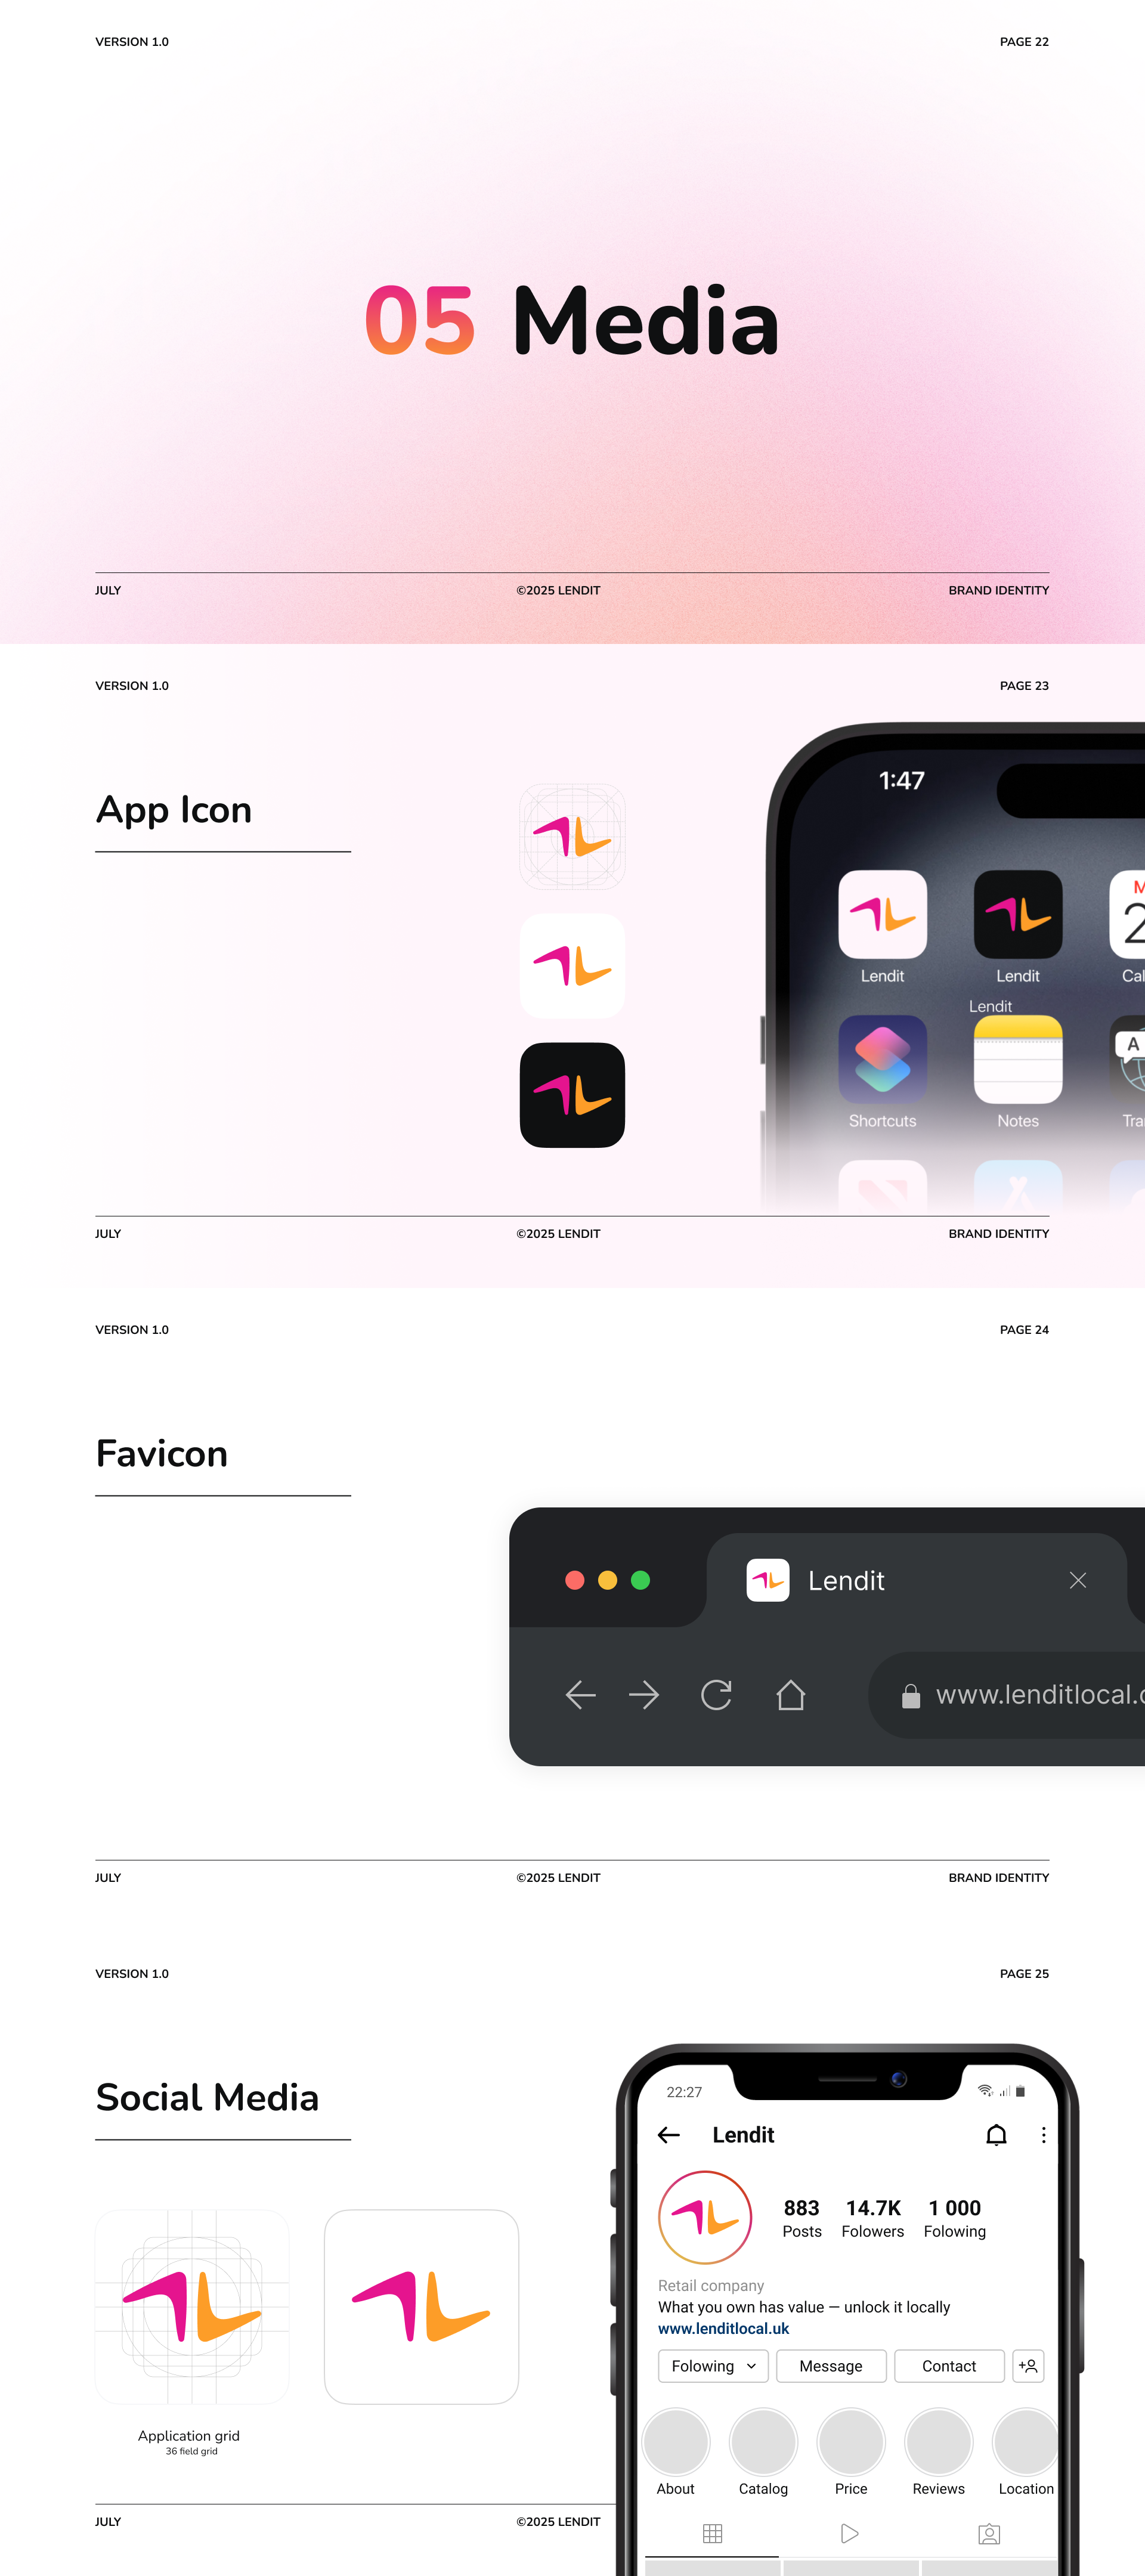 VERSION 1.0
PAGE 22
05 Media
JULY
©2025 LENDIT
BRAND IDENTITY
VERSION 1.0
PAGE 23
App Icon
1:47
Lendit
Lendit
Lendit
Shortcuts
Notes
JULY
©2025 LENDIT
BRAND IDENTITY
VERSION 1.0
PAGE 24
Favicon
Lendit
www.lenditlocal.
JULY
©2025 LENDIT
BRAND IDENTITY
VERSION 1.0
PAGE 25
Social Media
Application grid
36 field grid
22:27
Lendit
883 14.7K 1 000
Posts Folowers Folowing
Retail company
What you own has value — unlock it locally
www.lenditlocal.uk
Folowing Message Contact
About Catalog Price Reviews Location
JULY
©2025 LENDIT